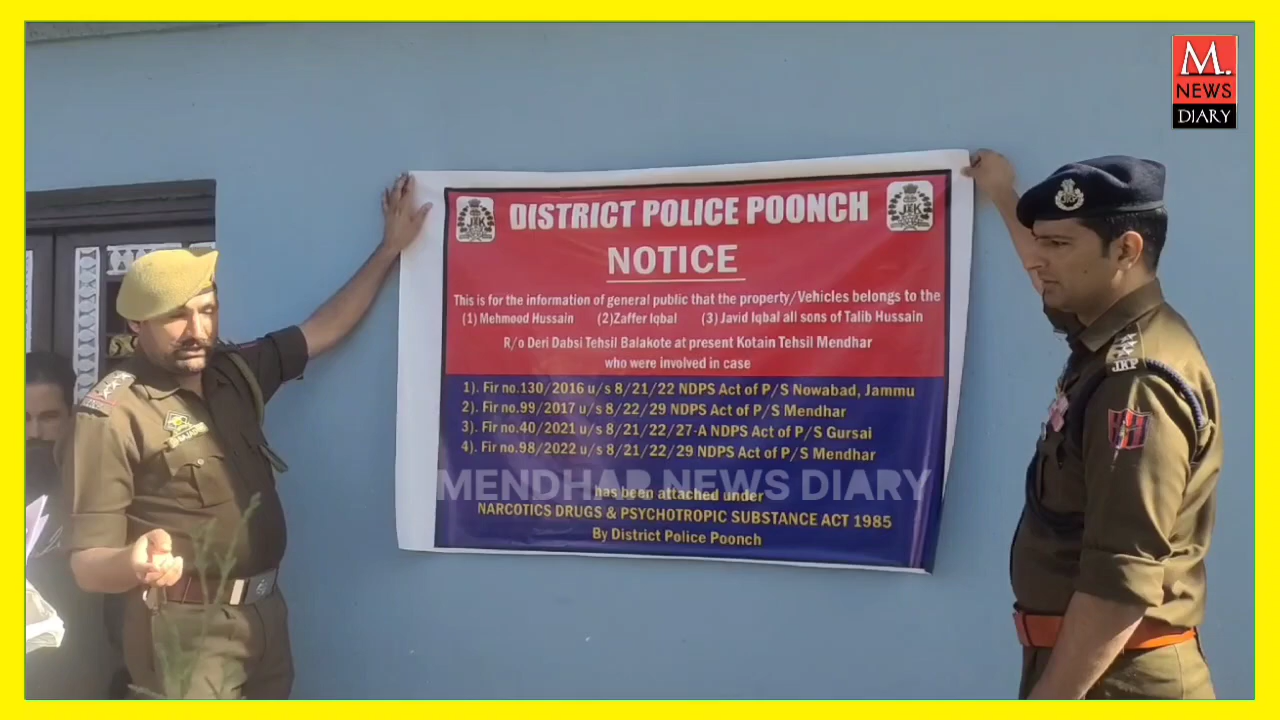 M.
NEWS
DIARY
DISTRICT POLICE POONCH
NOTICE
This is for the information of general public that the property/Vehicles belongs to the
(1) Mehmood Hussain (2)Zaffer Iqbal (3) Javid Iqbal all sons of Talib Hussain
R/o Deri Dabsi Tehsil Balakote at present Kotain Tehsil Mendhar
who were involved in case
1). Fir no.130/2016 u/s 8/21/22 NDPS Act of P/S Nowabad, Jammu
2). Fir no.99/2017 u/s 8/22/29 NDPS Act of P/S Mendhar
3). Fir no.40/2021 u/s 8/21/22/27-A NDPS Act of P/S Gursai
4). Fir no.98/2022 u/s 8/21/22/29 NDPS Act of P/S Mendhar
MENDHAR NEWS DIARY
has been attached under
NARCOTICS DRUGS & PSYCHOTROPIC SUBSTANCE ACT 1985
By District Police Poonch
JKP